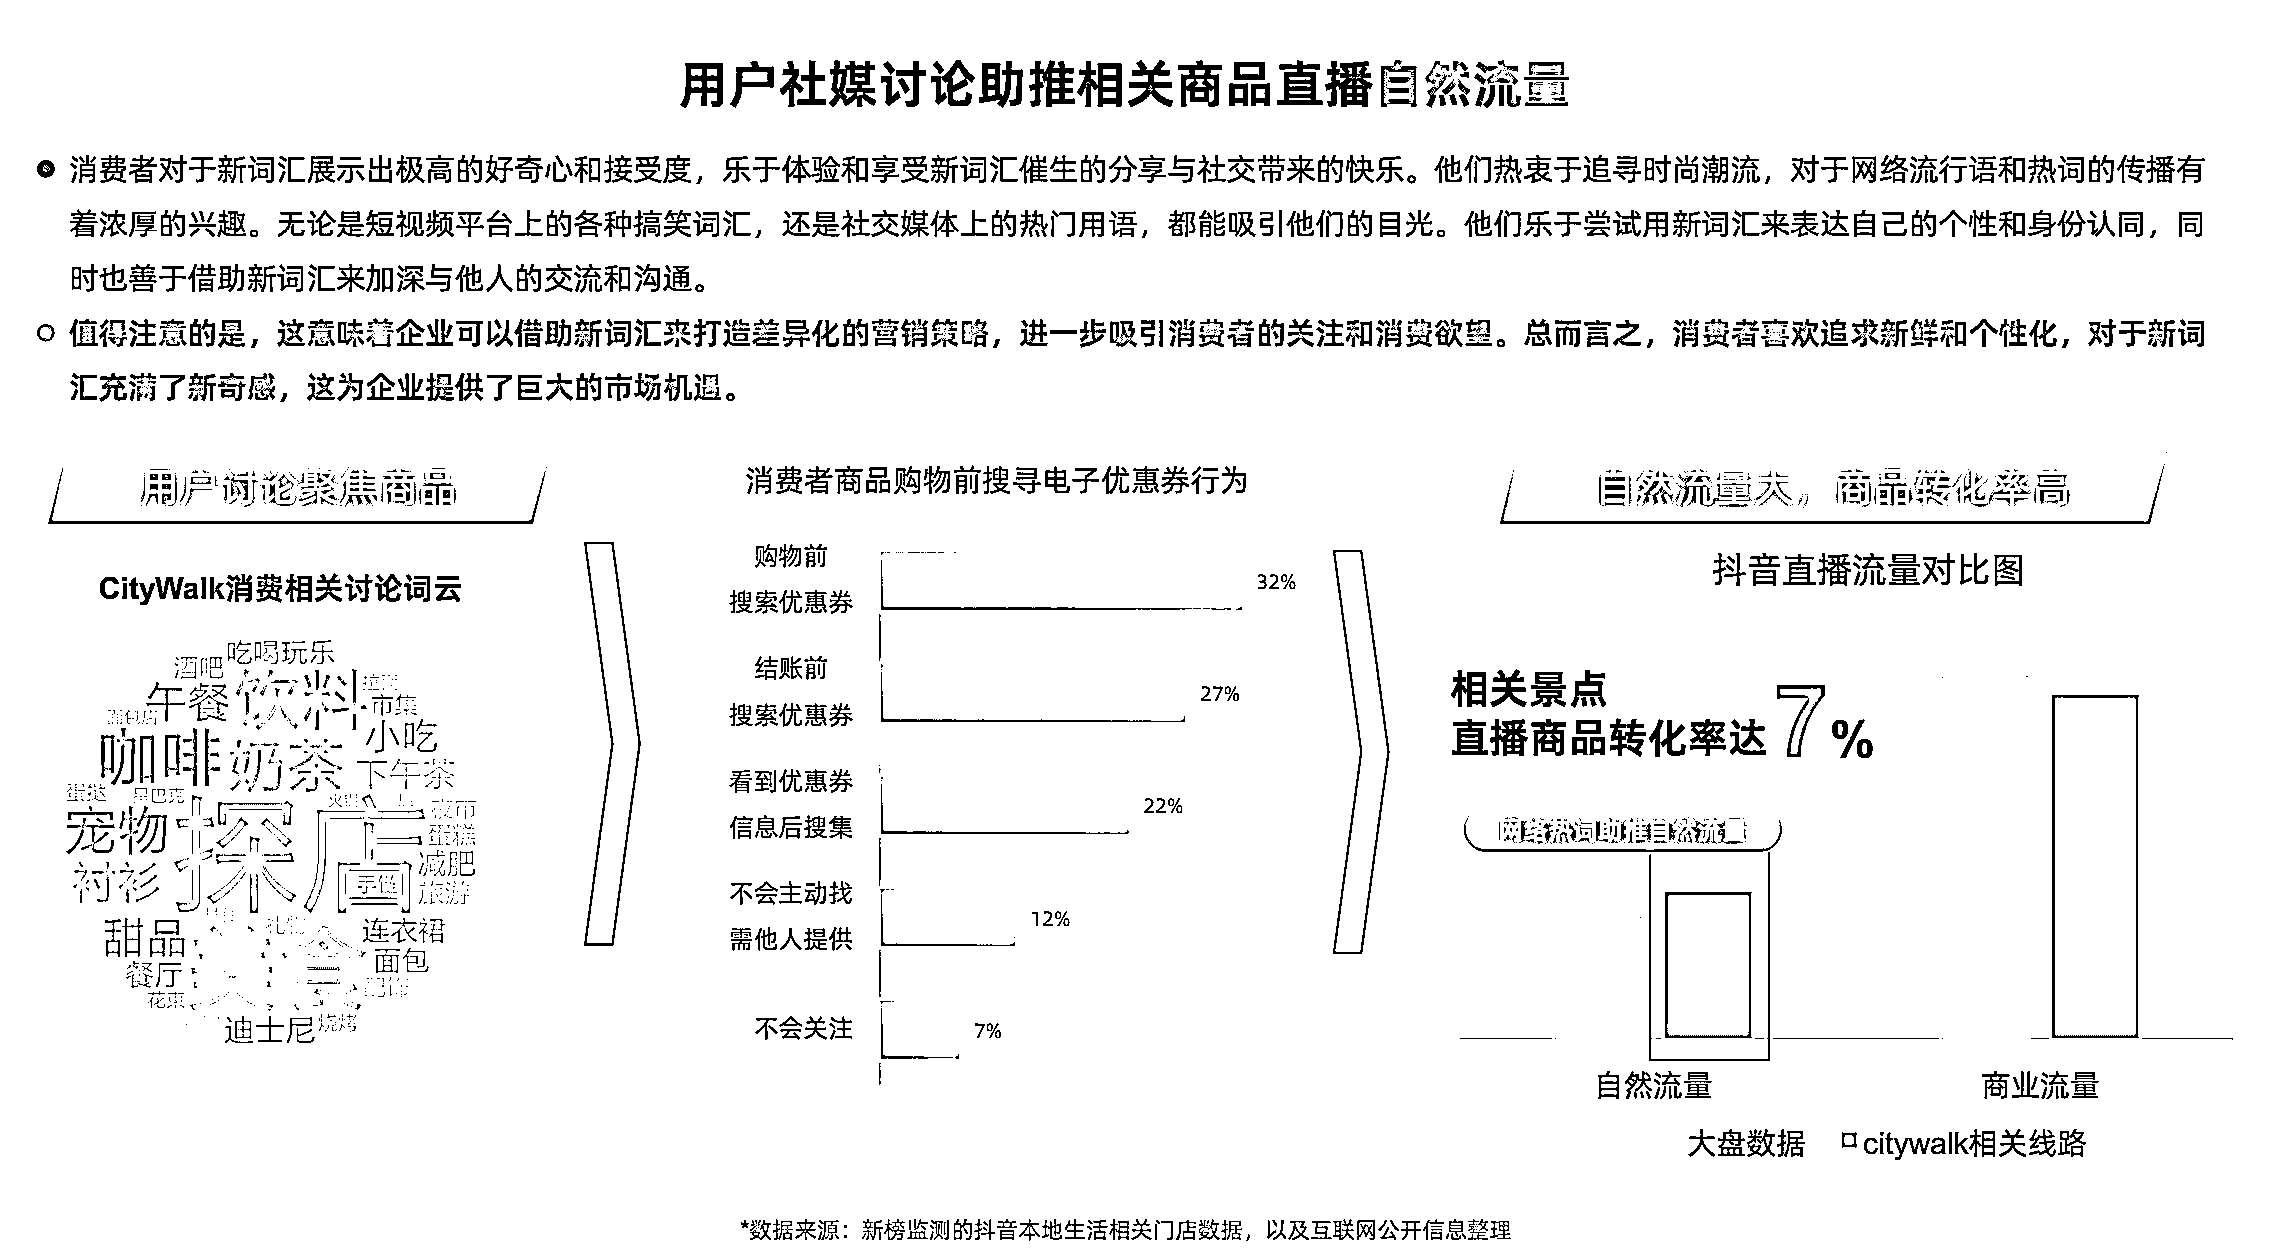 用户社媒讨论助推相关商品直播自然流量
消费者对于新词汇展示出极高的好奇心和接受度，乐于体验和享受新词汇催生的分享与社交带来的快乐。他们热衷于追寻时尚潮流，对于网络流行语和热词的传播有
着浓厚的兴趣。无论是短视频平台上的各种搞笑词汇，还是社交媒体上的热门用语，都能吸引他们的目光。他们乐于尝试用新词汇来表达自己的个性和身份认同，同
时也善于借助新词汇来加深与他人的交流和沟通。
值得注意的是，这意味着企业可以借助新词汇来打造差异化的营销策略，进一步吸引消费者的关注和消费欲望。总而言之，消费者喜欢追求新鲜和个性化，对于新词
汇充满了新奇感，这为企业提供了巨大的市场机遇。
用户讨论聚焦商品
CityWalk消费相关讨论词云
吃喝玩乐
酒吧
午餐
饮料
市集
面包店
咖啡
奶茶
小吃
下午茶
蛋挞
星巴克
火锅
宠物
探店
夜市
蛋糕
减肥
衬衫
旅游
甜品
连衣裙
餐厅
美食
面包
配饰
花束
迪士尼
烧烤
消费者商品购物前搜寻电子优惠券行为
购物前
搜索优惠券
32%
结账前
搜索优惠券
27%
看到优惠券
信息后搜集
22%
不会主动找
需他人提供
12%
不会关注
7%
自然流量大，商品转化率高
抖音直播流量对比图
相关景点
直播商品转化率达7%
网络热词助推自然流量
自然流量
商业流量
大盘数据
citywalk相关线路
*数据来源：新榜监测的抖音本地生活相关门店数据，以及互联网公开信息整理